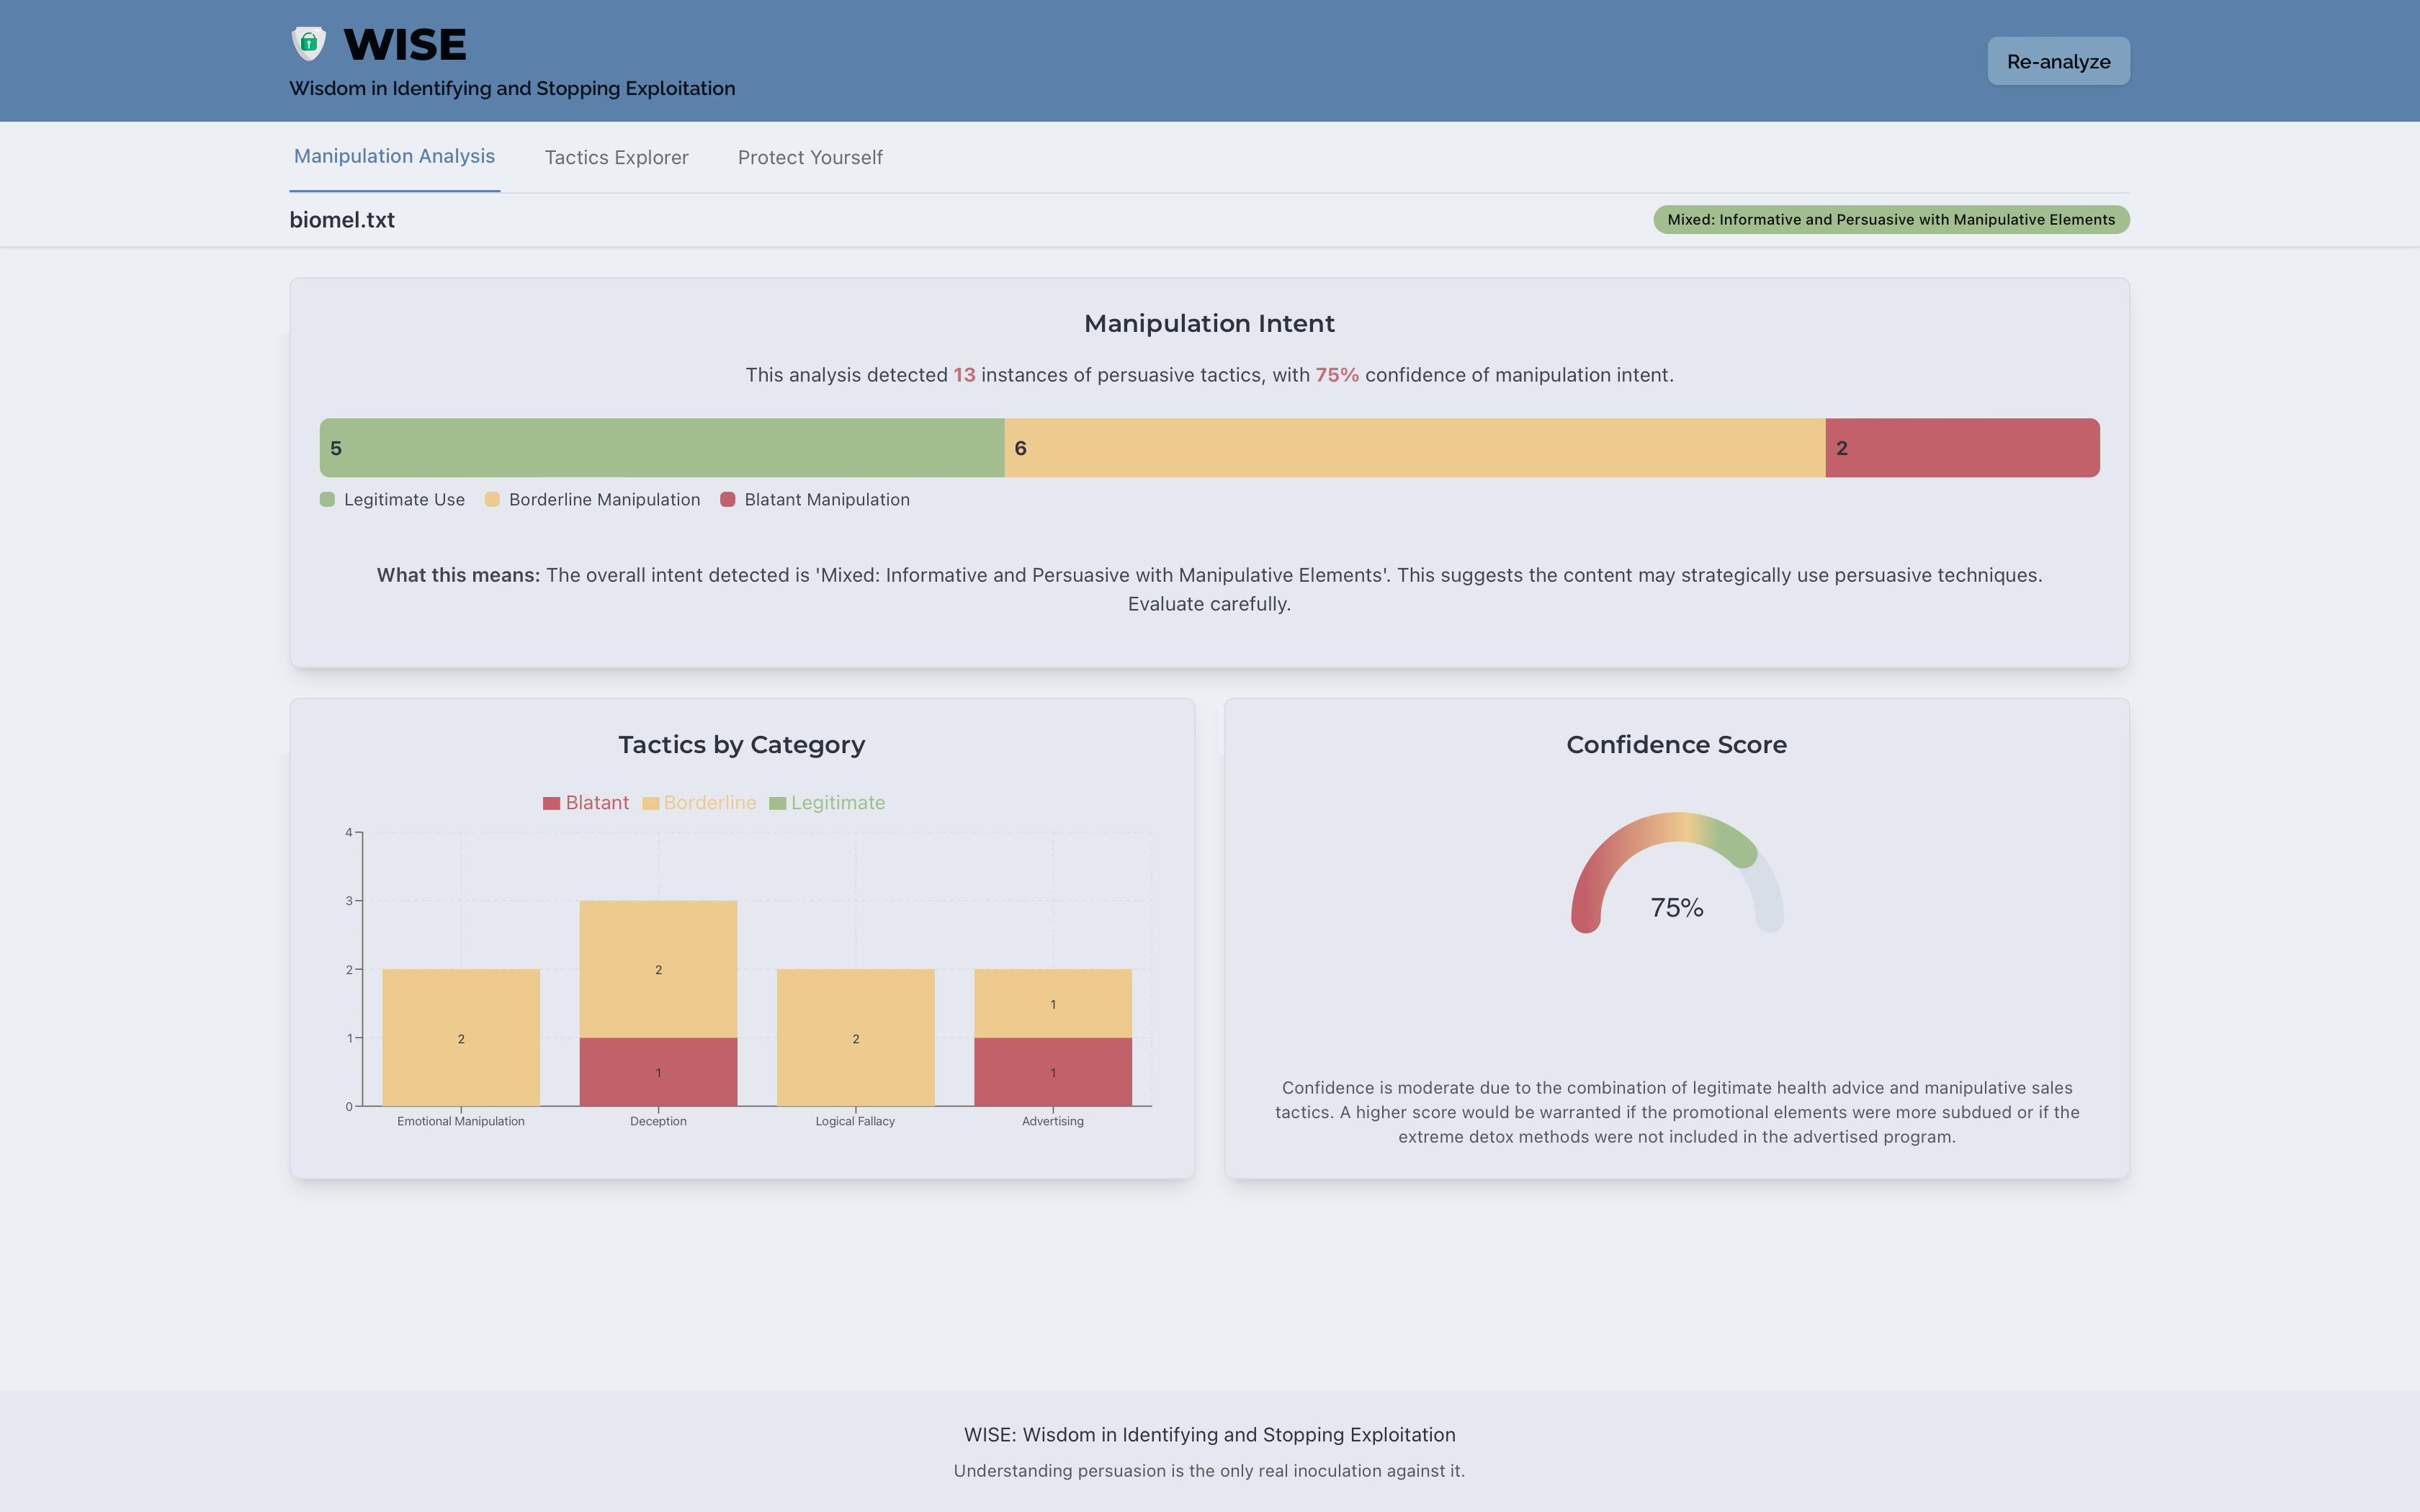 WISE
Wisdom in Identifying and Stopping Exploitation
Re-analyze
Manipulation Analysis
Tactics Explorer
Protect Yourself
biomel.txt
Mixed: Informative and Persuasive with Manipulative Elements
Manipulation Intent
This analysis detected 13 instances of persuasive tactics, with 75% confidence of manipulation intent.
5
6
2
Legitimate Use
Borderline Manipulation
Blatant Manipulation
What this means: The overall intent detected is 'Mixed: Informative and Persuasive with Manipulative Elements'. This suggests the content may strategically use persuasive techniques.
Evaluate carefully.
Tactics by Category
Blatant
Borderline
Legitimate
4
3
2
1
0
2
2
1
2
1
1
Emotional Manipulation
Deception
Logical Fallacy
Advertising
Confidence Score
75%
Confidence is moderate due to the combination of legitimate health advice and manipulative sales
tactics. A higher score would be warranted if the promotional elements were more subdued or if the
extreme detox methods were not included in the advertised program.
WISE: Wisdom in Identifying and Stopping Exploitation
Understanding persuasion is the only real inoculation against it.